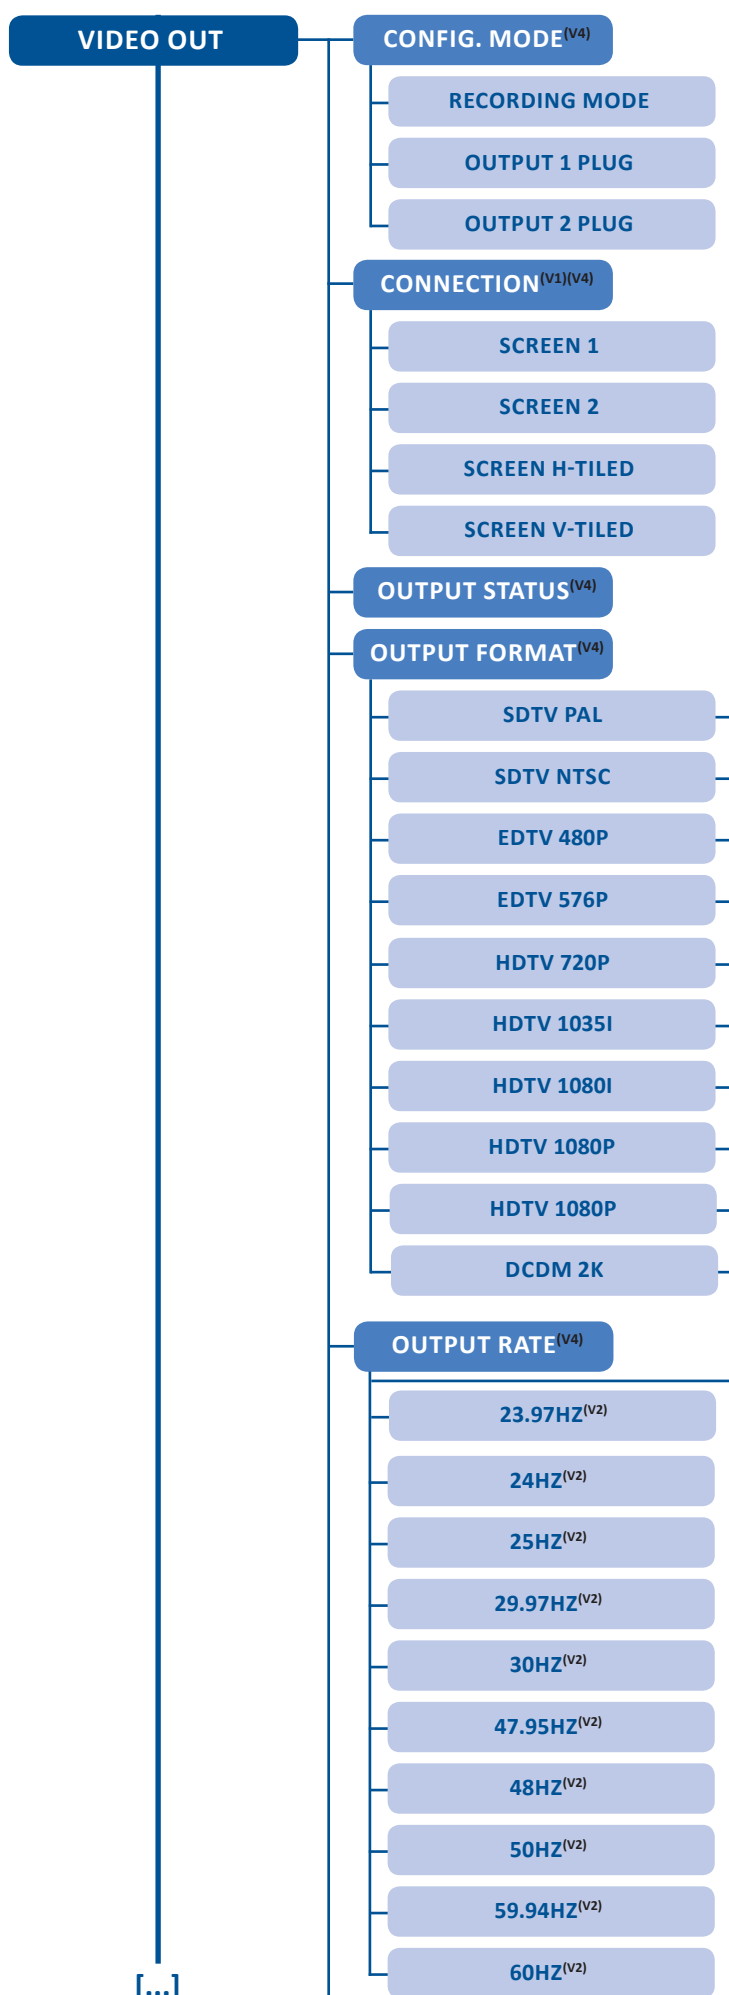 VIDEO OUT
CONFIG. MODE(V4)
RECORDING MODE
OUTPUT 1 PLUG
OUTPUT 2 PLUG
CONNECTION(V1)(V4)
SCREEN 1
SCREEN 2
SCREEN H-TILED
SCREEN V-TILED
OUTPUT STATUS(V4)
OUTPUT FORMAT(V4)
SDTV PAL
SDTV NTSC
EDTV 480P
EDTV 576P
HDTV 720P
HDTV 1035I
HDTV 1080I
HDTV 1080P
HDTV 1080P
DCDM 2K
OUTPUT RATE(V4)
23.97HZ(V2)
24HZ(V2)
25HZ(V2)
29.97HZ(V2)
30HZ(V2)
47.95HZ(V2)
48HZ(V2)
50HZ(V2)
59.94HZ(V2)
60HZ(V2)
[...]